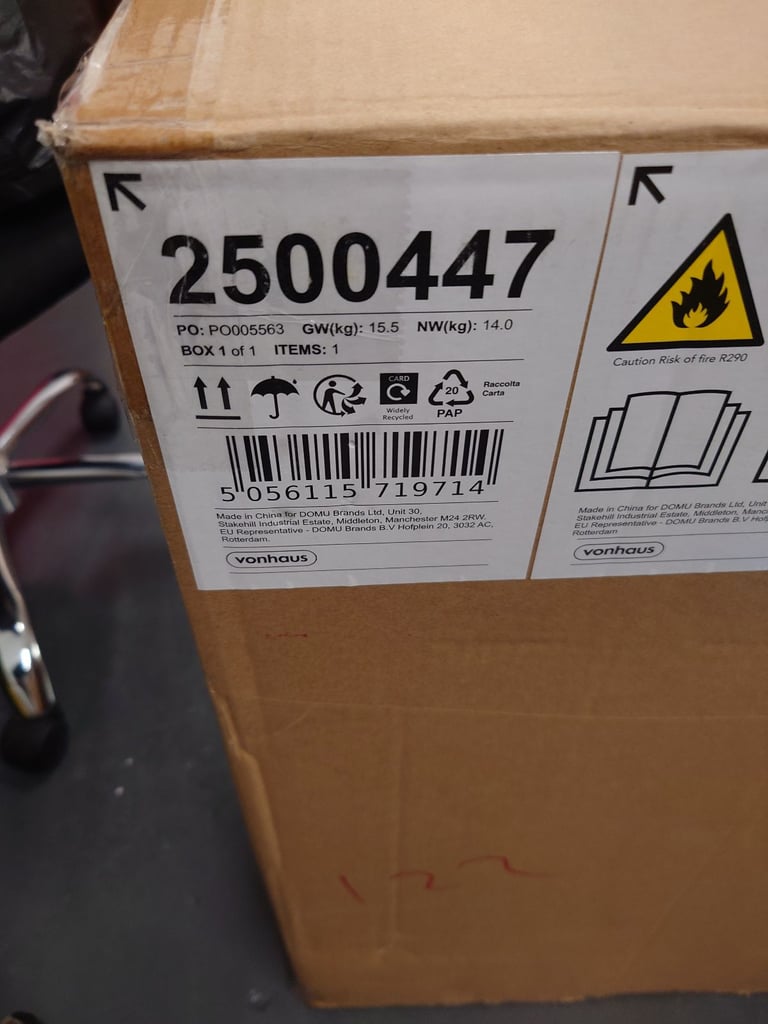 2500447
PO: PO005563 GW(kg): 15.5 NW(kg): 14.0
BOX 1 of 1 ITEMS: 1
CARD
Widely
Recycled
20
PAP
Raccolta
Carta
5 056115 719714
Made in China for DOMU Brands Ltd, Unit 30,
Stakehill Industrial Estate, Middleton, Manchester M24 2RW.
EU Representative - DOMU Brands B.V Hofplein 20, 3032 AC,
Rotterdam.
vonhaus
Caution Risk of fire R290
Made in China for DOMU Brands Ltd, Unit
Stakehill Industrial Estate, Middleton, Manc
EU Representative - DOMU Brands B.V Hofplein
Rotterdam
vonhaus
122